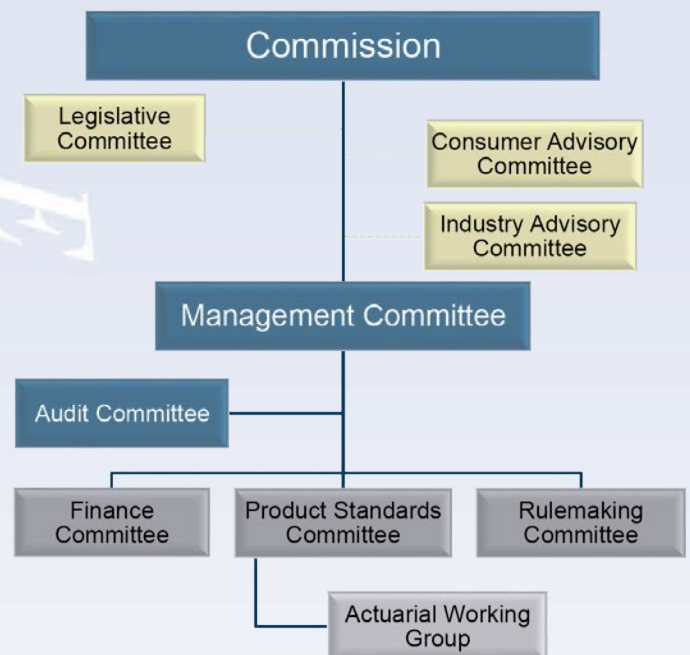 Commission
Legislative
Committee
Consumer Advisory
Committee
Industry Advisory
Committee
Management Committee
Audit Committee
Finance
Committee
Product Standards
Committee
Rulemaking
Committee
Actuarial Working
Group